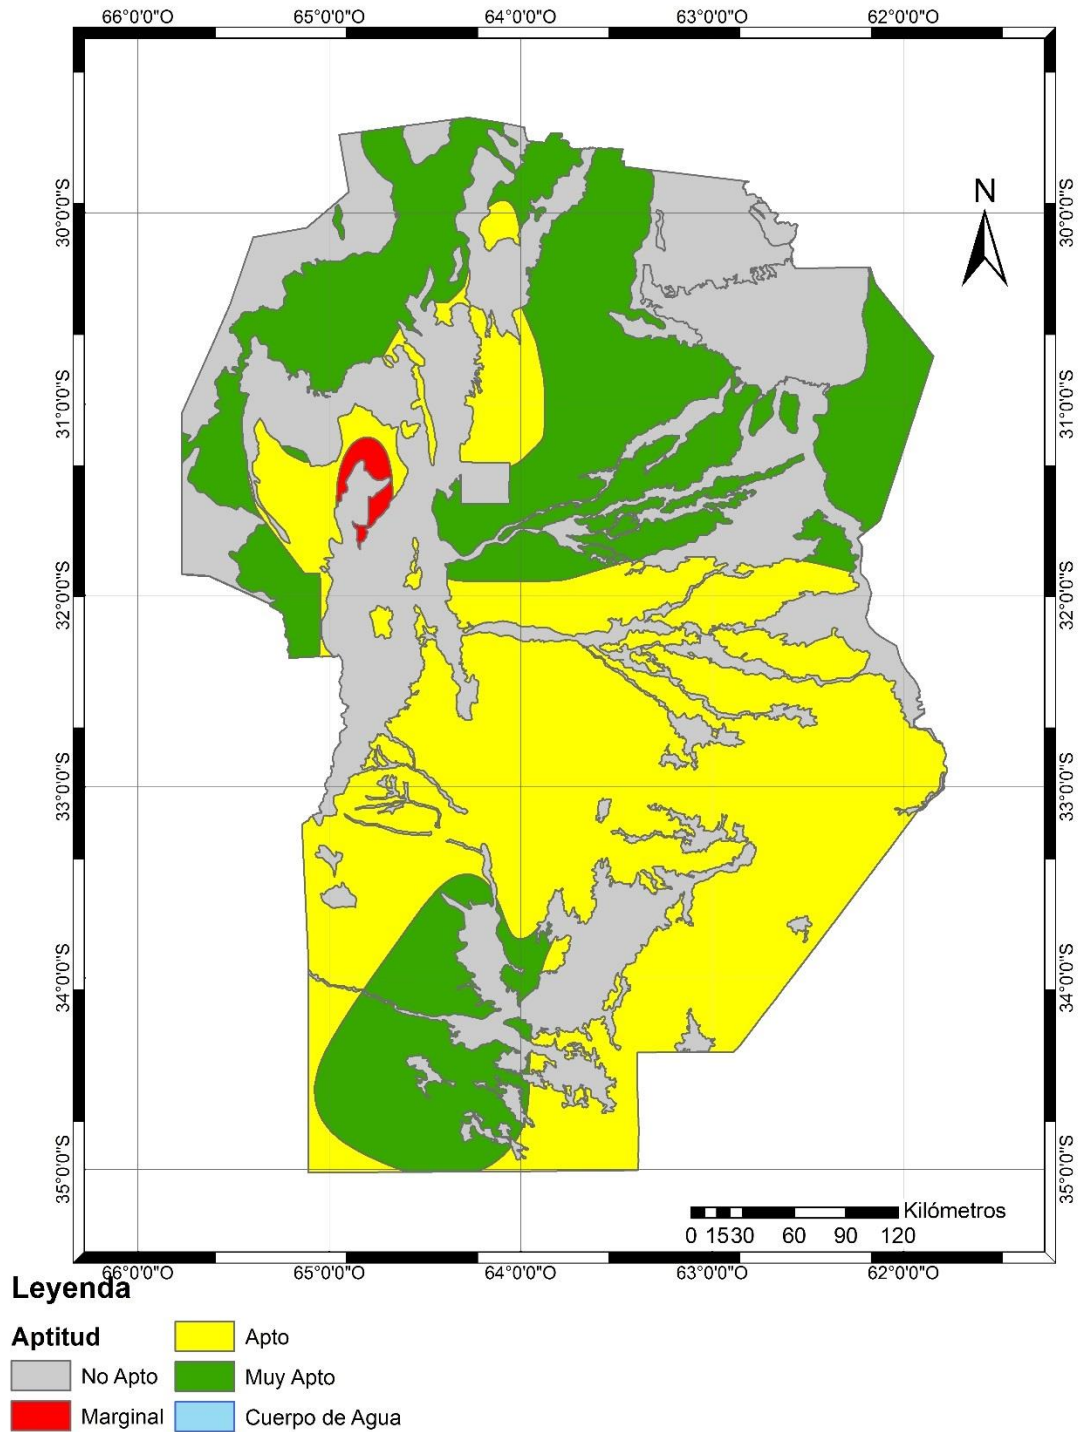 66°0'0"O 65°0'0"O 64°0'0"O 63°0'0"O 62°0'0"O
N
30°0'0"S 30°0'0"S
31°0'0"S 31°0'0"S
32°0'0"S 32°0'0"S
33°0'0"S 33°0'0"S
34°0'0"S 34°0'0"S
35°0'0"S 35°0'0"S
Kilómetros
0 15 30 60 90 120
66°0'0"O 65°0'0"O 64°0'0"O 63°0'0"O 62°0'0"O
Leyenda
Aptitud Apto
No Apto Muy Apto
Marginal Cuerpo de Agua